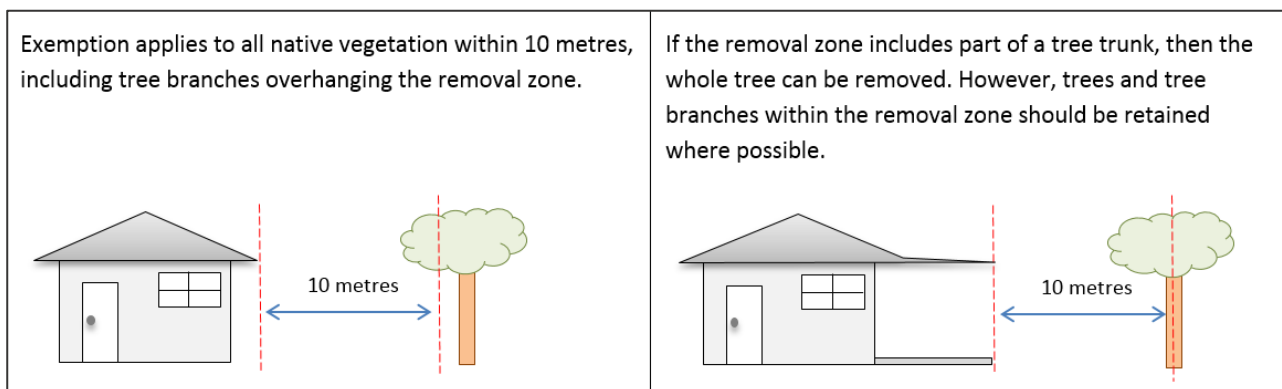 Exemption applies to all native vegetation within 10 metres,
including tree branches overhanging the removal zone.
10 metres
If the removal zone includes part of a tree trunk, then the
whole tree can be removed. However, trees and tree
branches within the removal zone should be retained
where possible.
10 metres